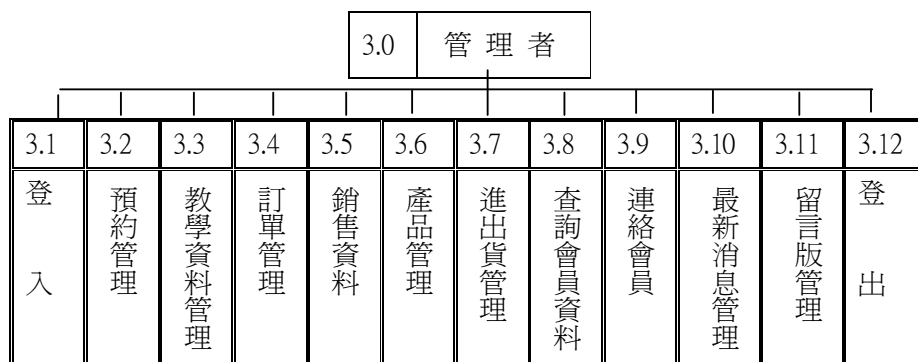 3.0 管理者
3.1 3.2 3.3 3.4 3.5 3.6 3.7 3.8 3.9 3.10 3.11 3.12
登入
預約管理
教學資料管理
訂單管理
銷售資料
產品管理
進出貨管理
查詢會員資料
連絡會員
最新消息管理
留言版管理
登出